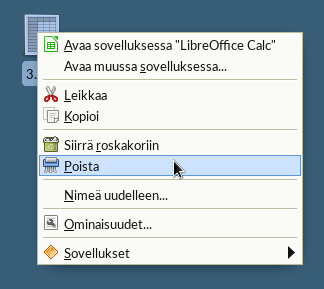 3.
Avaa sovelluksessa "LibreOffice Calc"
Avaa muussa sovelluksessa...
Leikkaa
Kopioi
Siirrä roskakoriin
Poista
Nimeä uudelleen...
Ominaisuudet...
Sovellukset